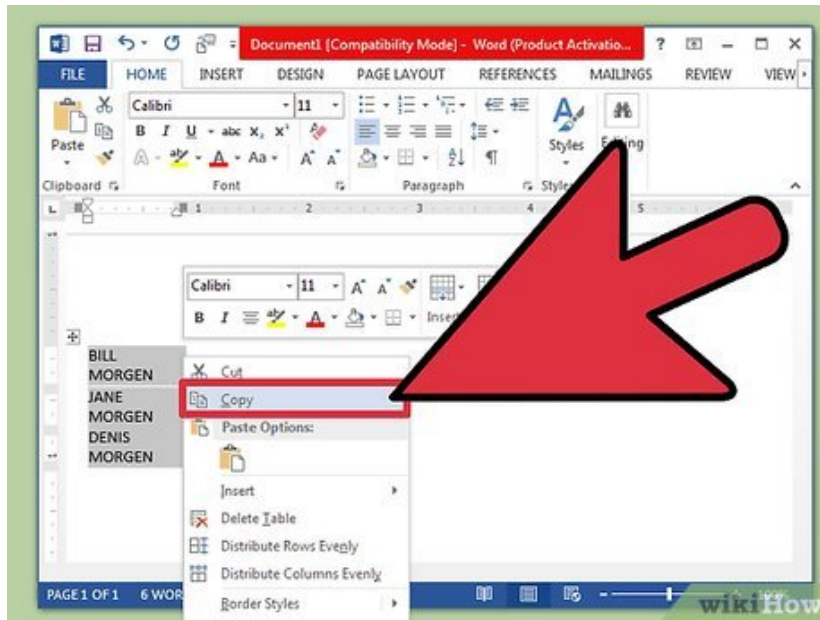 Document1 [Compatibility Mode] - Word (Product Activatio... ?
FILE HOME INSERT DESIGN PAGE LAYOUT REFERENCES MAILINGS REVIEW VIEW
Calibri 11
Paste
B I U abc X₂ X²
A Aa A A
Styles Editing
Clipboard Font Paragraph Styles
L 1 2 3 4 5
Calibri 11 A A
B I A Insert
BILL
MORGEN
JANE
MORGEN
DENIS
MORGEN
Cut
Copy
Paste Options:
Insert
Delete Table
Distribute Rows Evenly
Distribute Columns Evenly
Border Styles
PAGE 1 OF 1 6 WOR
wikiHow